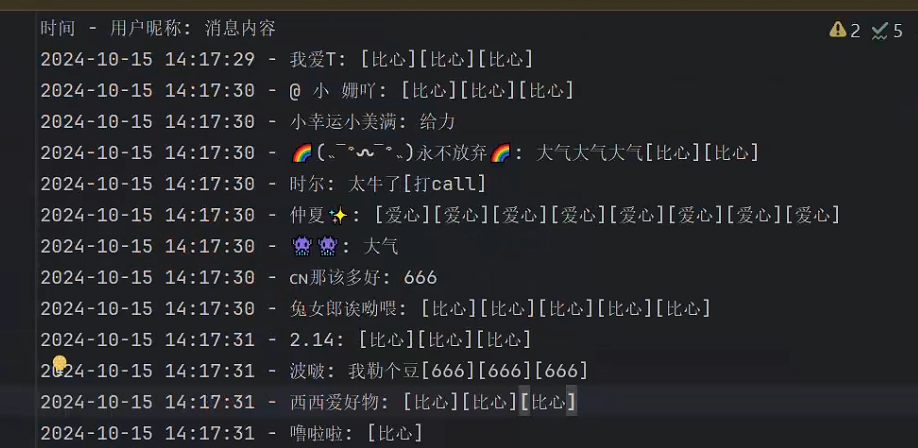 时间 - 用户昵称: 消息内容
2 5
2024-10-15 14:17:29 - 我爱T: [比心][比心][比心]
2024-10-15 14:17:30 - @ 小 姗吖: [比心][比心][比心]
2024-10-15 14:17:30 - 小幸运小美满: 给力
2024-10-15 14:17:30 - 🌈(⁠永不放弃🌈: 大气大气大气[比心][比心]
2024-10-15 14:17:30 - 时尔: 太牛了[打call]
2024-10-15 14:17:30 - 仲夏✨: [爱心][爱心][爱心][爱心][爱心][爱心][爱心][爱心]
2024-10-15 14:17:30 - 👾👾: 大气
2024-10-15 14:17:30 - ᴄɴ那该多好: 666
2024-10-15 14:17:30 - 兔女郎诶呦喂: [比心][比心][比心][比心][比心]
2024-10-15 14:17:31 - 2.14: [比心][比心][比心]
2024-10-15 14:17:31 - 波啵: 我勒个豆[666][666][666]
2024-10-15 14:17:31 - 西西爱好物: [比心][比心][比心]
2024-10-15 14:17:31 - 噜啦啦: [比心]